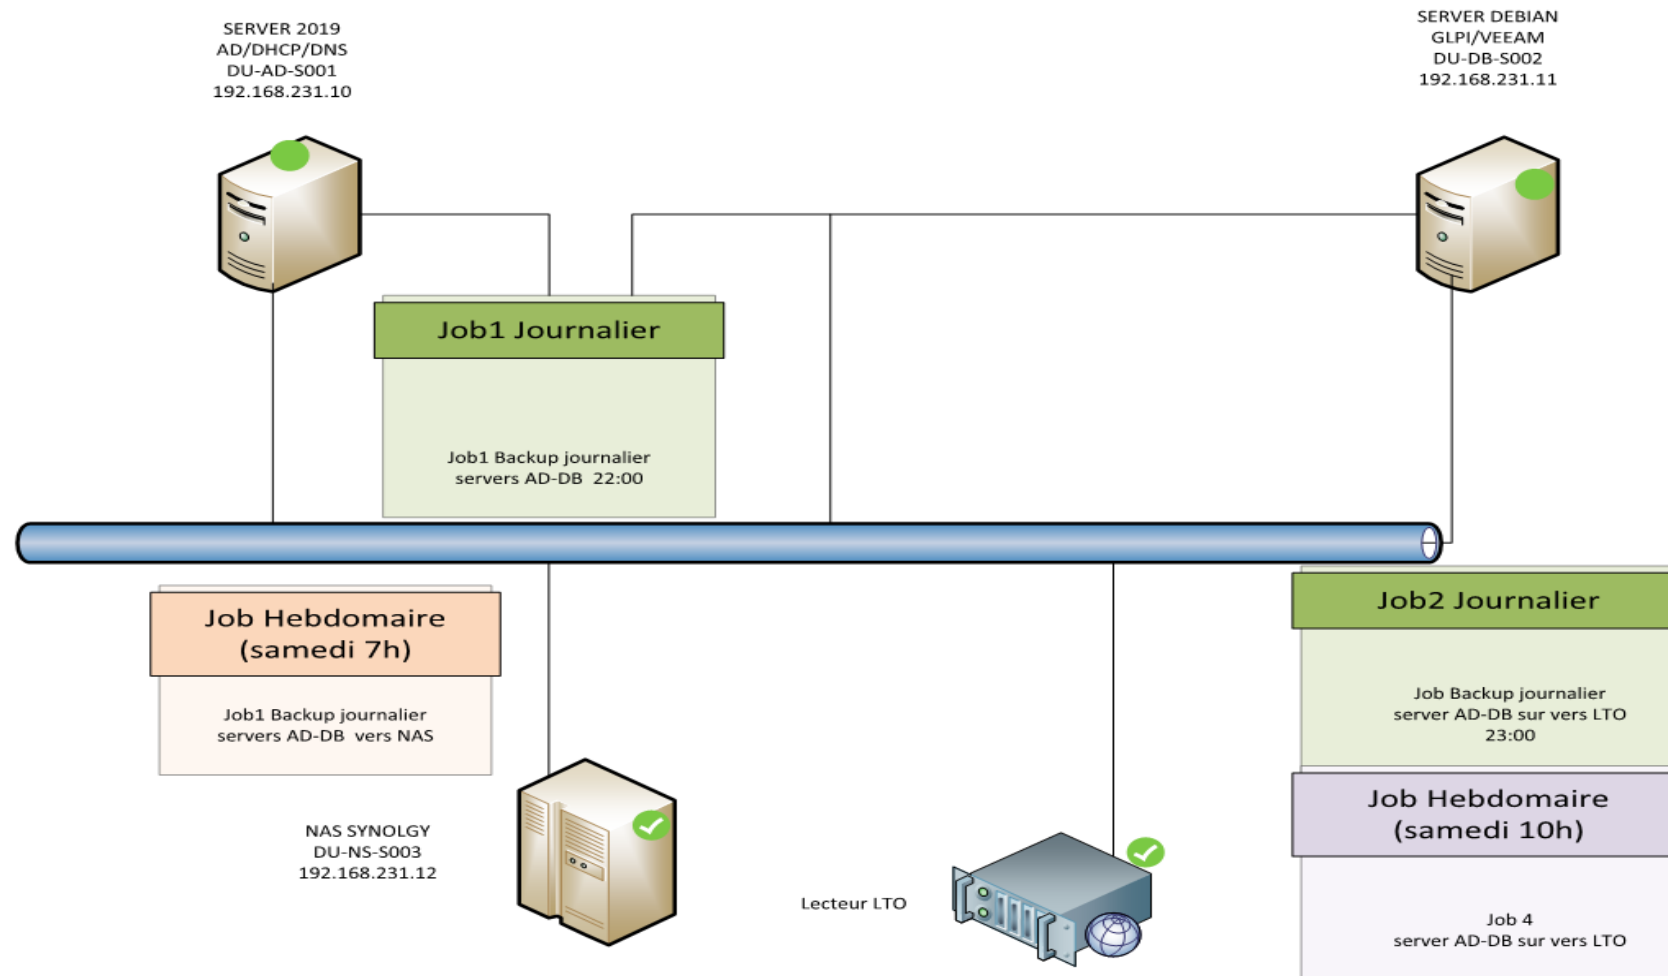 SERVER 2019
AD/DHCP/DNS
DU-AD-S001
192.168.231.10
SERVER DEBIAN
GLPI/VEEAM
DU-DB-S002
192.168.231.11
Job1 Journalier
Job1 Backup journalier
servers AD-DB 22:00
Job Hebdomaire
(samedi 7h)
Job1 Backup journalier
servers AD-DB vers NAS
Job2 Journalier
Job Backup journalier
server AD-DB sur vers LTO
23:00
Job Hebdomaire
(samedi 10h)
Job 4
server AD-DB sur vers LTO
NAS SYNOLGY
DU-NS-S003
192.168.231.12
Lecteur LTO